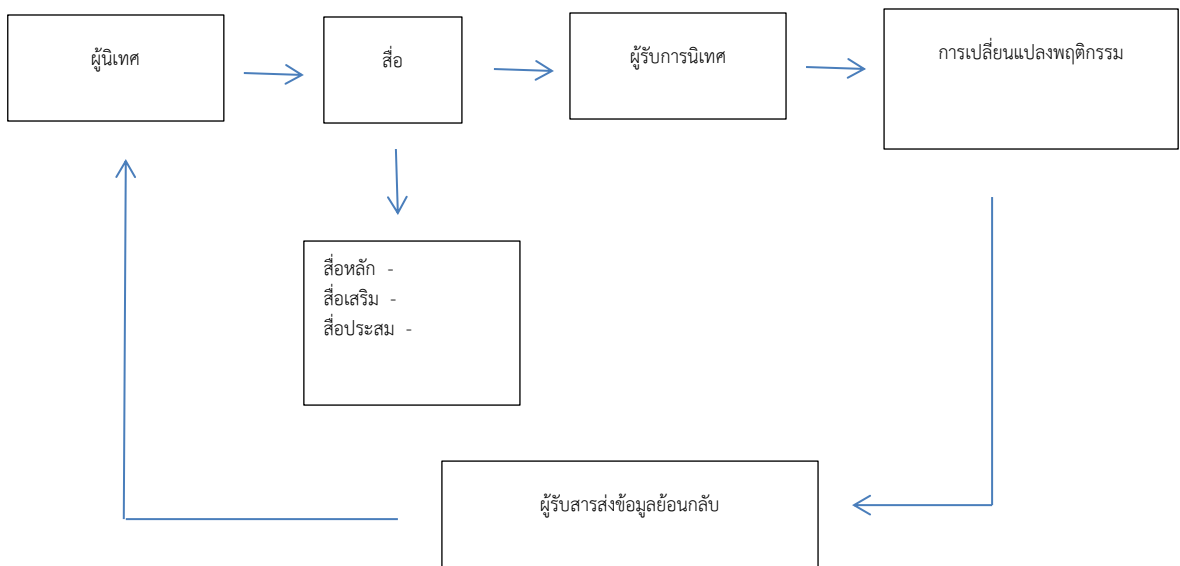 ผู้นิเทศ
สื่อ
ผู้รับการนิเทศ
การเปลี่ยนแปลงพฤติกรรม
สื่อหลัก -
สื่อเสริม -
สื่อประสม -
ผู้รับสารส่งข้อมูลย้อนกลับ